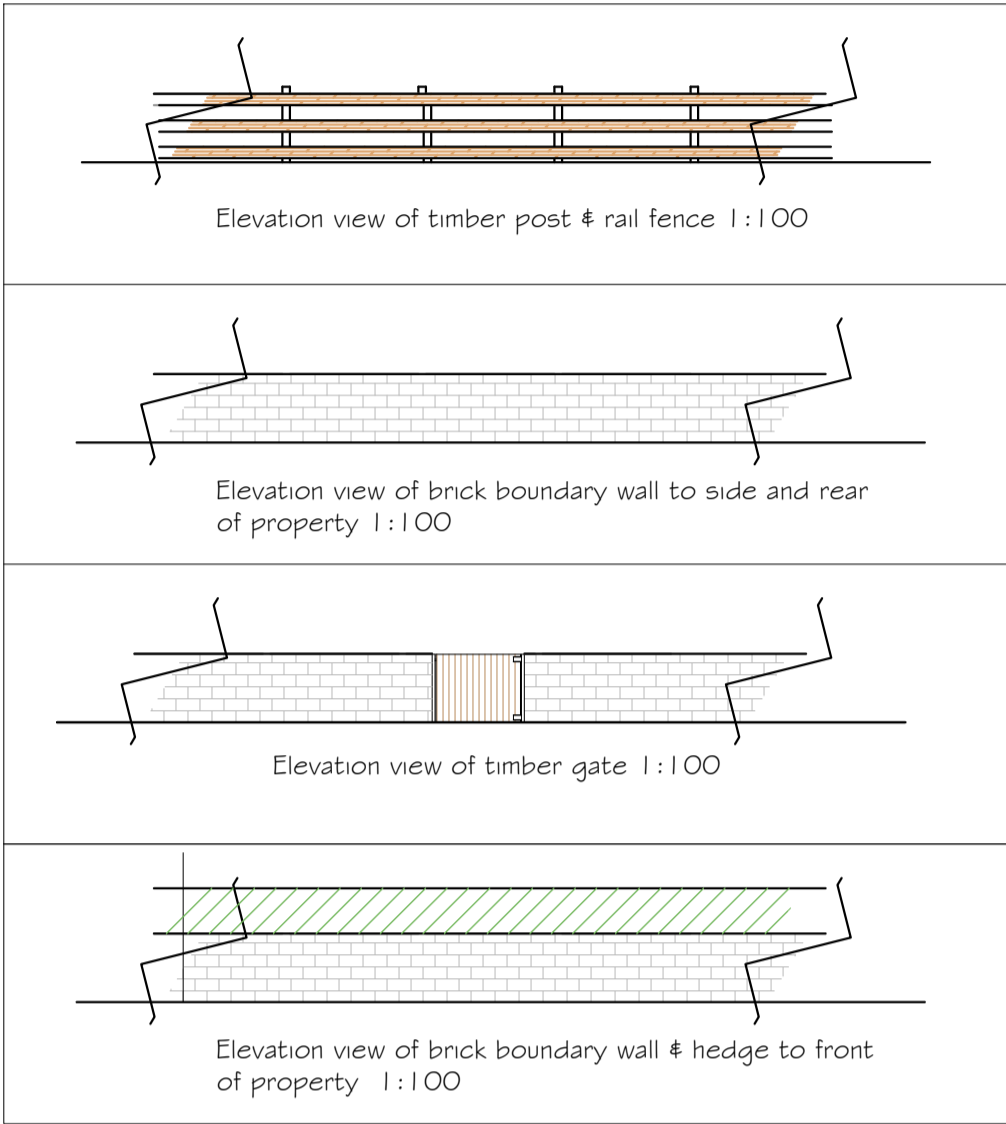 Elevation view of timber post & rail fence 1:100
Elevation view of brick boundary wall to side and rear
of property 1:100
Elevation view of timber gate 1:100
Elevation view of brick boundary wall & hedge to front
of property 1:100